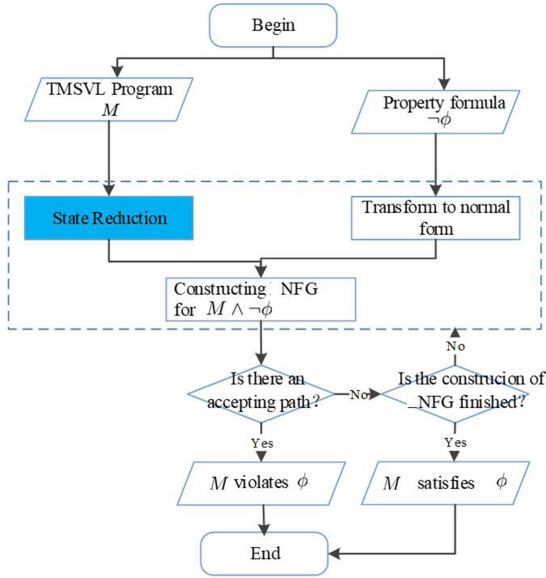 Begin
TMSVL Program
M
Property formula
¬ϕ
State Reduction
Transform to normal
form
Constructing NFG
for M ∧ ¬ϕ
Is there an
accepting path?
No
Is the construcion of
_NFG finished?
No
Yes
Yes
M violates ϕ
M satisfies ϕ
End